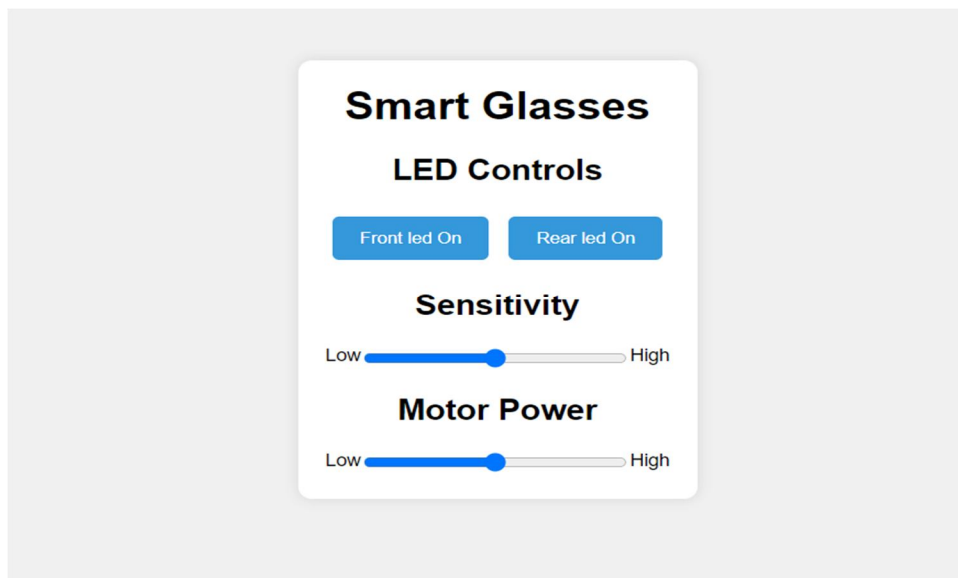 Smart Glasses
LED Controls
Front led On Rear led On
Sensitivity
Low High
Motor Power
Low High